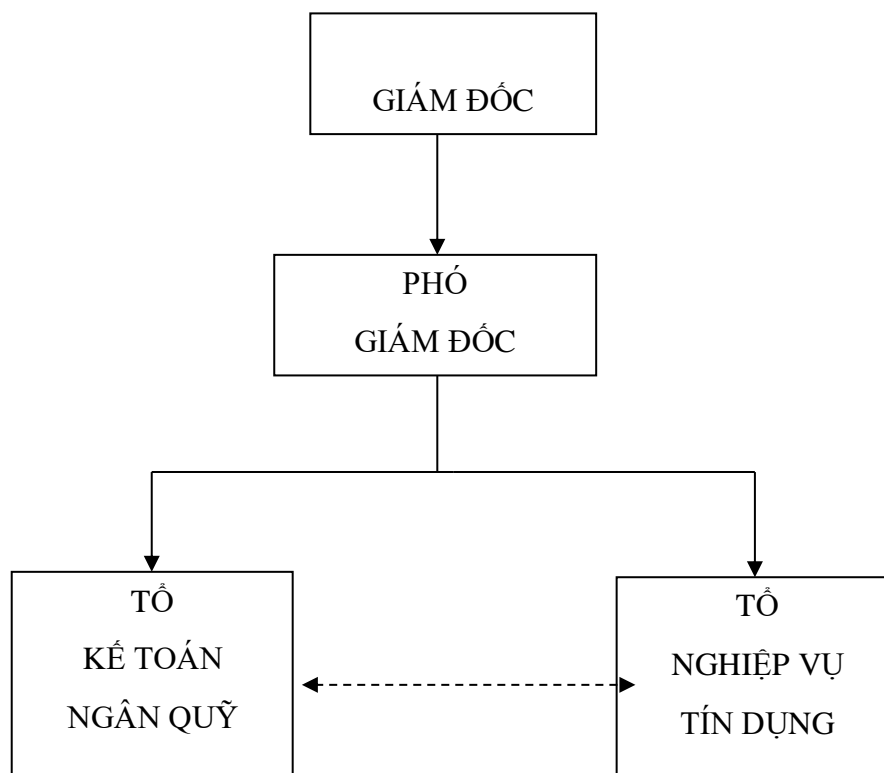 GIÁM ĐỐC
PHÓ
GIÁM ĐỐC
TỔ
KẾ TOÁN
NGÂN QUỸ
TỔ
NGHIỆP VỤ
TÍN DỤNG